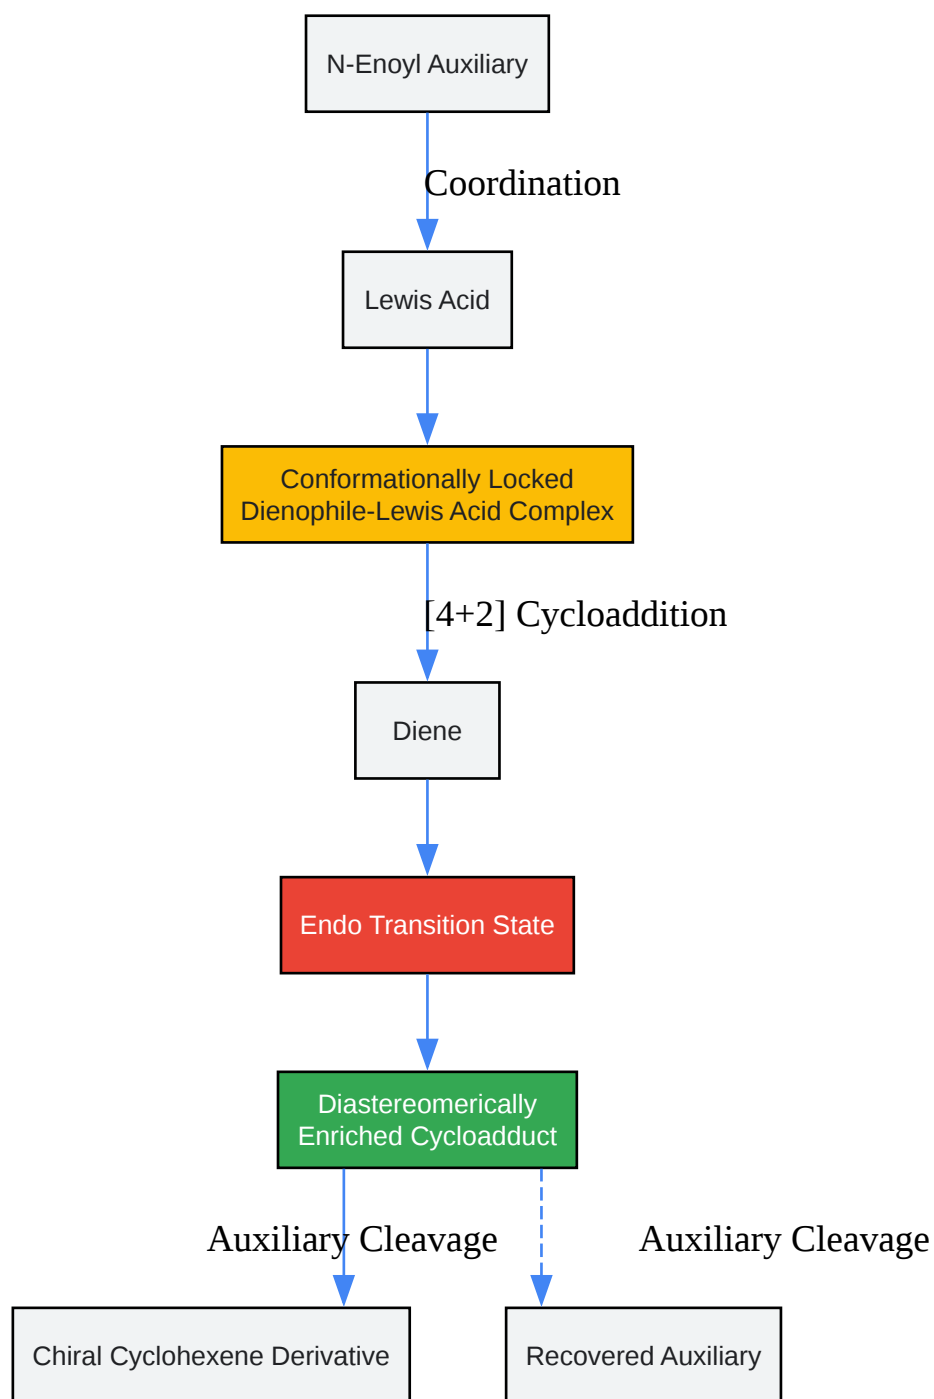 N-Enoyl Auxiliary
Coordination
Lewis Acid
Conformationally Locked
Dienophile-Lewis Acid Complex
[4+2] Cycloaddition
Diene
Endo Transition State
Diastereomerically
Enriched Cycloadduct
Auxiliary Cleavage
Auxiliary Cleavage
Chiral Cyclohexene Derivative
Recovered Auxiliary